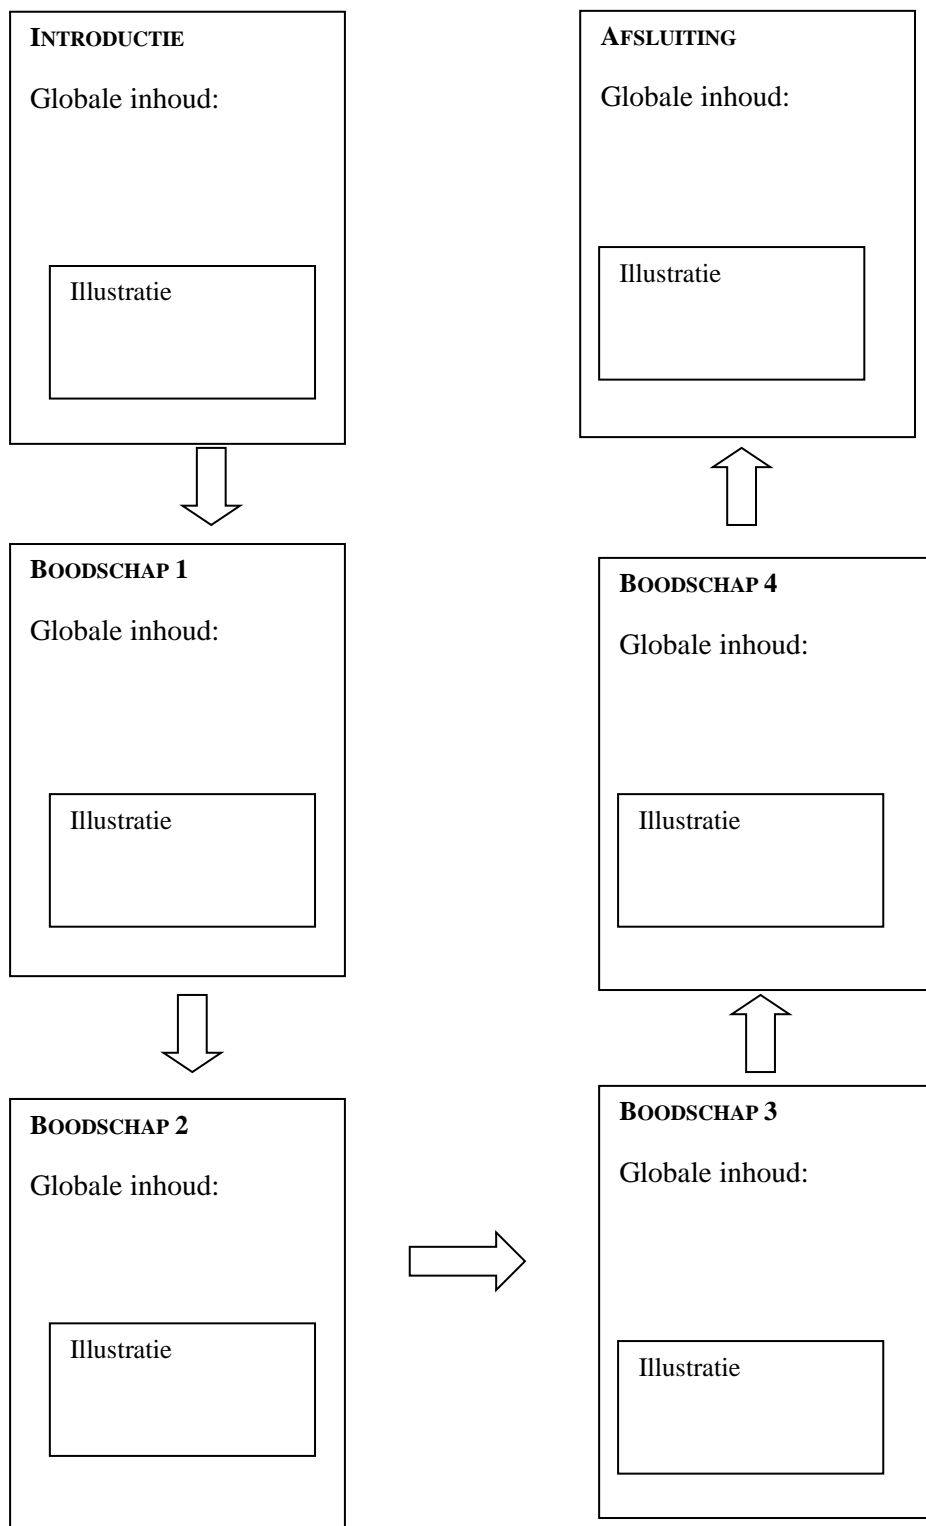 INTRODUCTIE
Globale inhoud:
Illustratie
BOODSCHAP 1
Globale inhoud:
Illustratie
BOODSCHAP 2
Globale inhoud:
Illustratie
BOODSCHAP 3
Globale inhoud:
Illustratie
BOODSCHAP 4
Globale inhoud:
Illustratie
AFSLUITING
Globale inhoud:
Illustratie